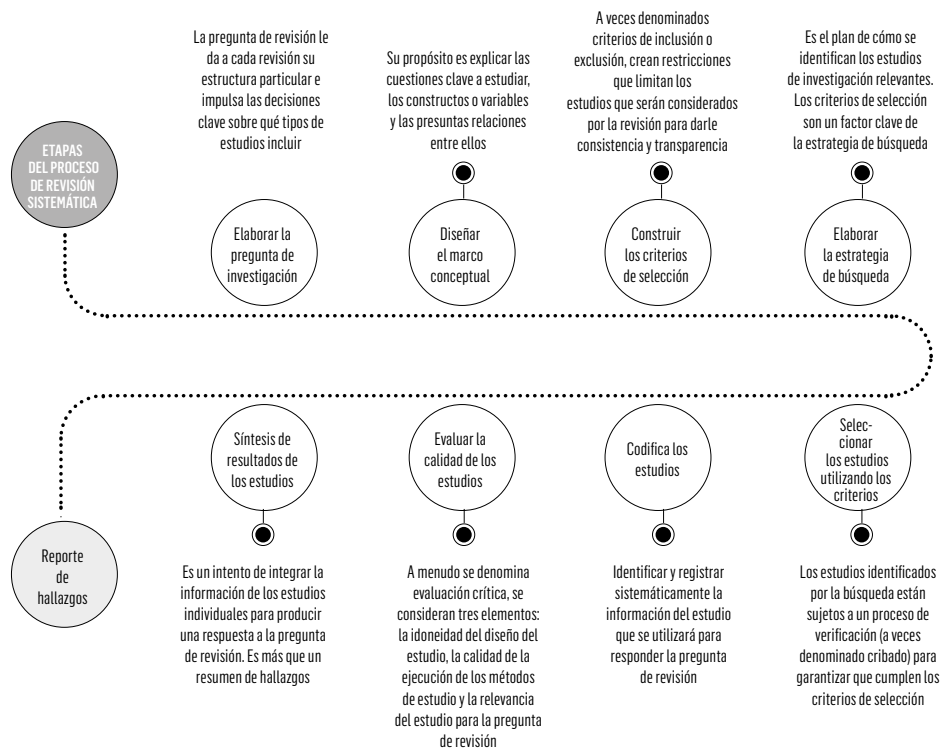 ETAPAS
DEL PROCESO
DE REVISIÓN
SISTEMÁTICA
La pregunta de revisión le
da a cada revisión su
estructura particular e
impulsa las decisiones
clave sobre qué tipos de
estudios incluir
Elaborar la
pregunta de
investigación
Su propósito es explicar las
cuestiones clave a estudiar,
los constructos o variables
y las presuntas relaciones
entre ellos
Diseñar
el marco
conceptual
A veces denominados
criterios de inclusión o
exclusión, crean restricciones
que limitan los
estudios que serán considerados
por la revisión para darle
consistencia y transparencia
Construir
los criterios
de selección
Es el plan de cómo se
identifican los estudios
de investigación relevantes.
Los criterios de selección
son un factor clave de
la estrategia de búsqueda
Elaborar
la estrategia
de búsqueda
Selec-
cionar
los estudios
utilizando los
criterios
Los estudios identificados
por la búsqueda están
sujetos a un proceso de
verificación (a veces
denominado cribado) para
garantizar que cumplen los
criterios de selección
Codifica los
estudios
Identificar y registrar
sistemáticamente la
información del estudio
que se utilizará para
responder la pregunta
de revisión
Evaluar la
calidad de los
estudios
A menudo se denomina
evaluación crítica, se
consideran tres elementos:
la idoneidad del diseño del
estudio, la calidad de la
ejecución de los métodos
de estudio y la relevancia
del estudio para la pregunta
de revisión
Síntesis de
resultados de
los estudios
Es un intento de integrar la
información de los estudios
individuales para producir
una respuesta a la pregunta
de revisión. Es más que un
resumen de hallazgos
Reporte
de
hallazgos